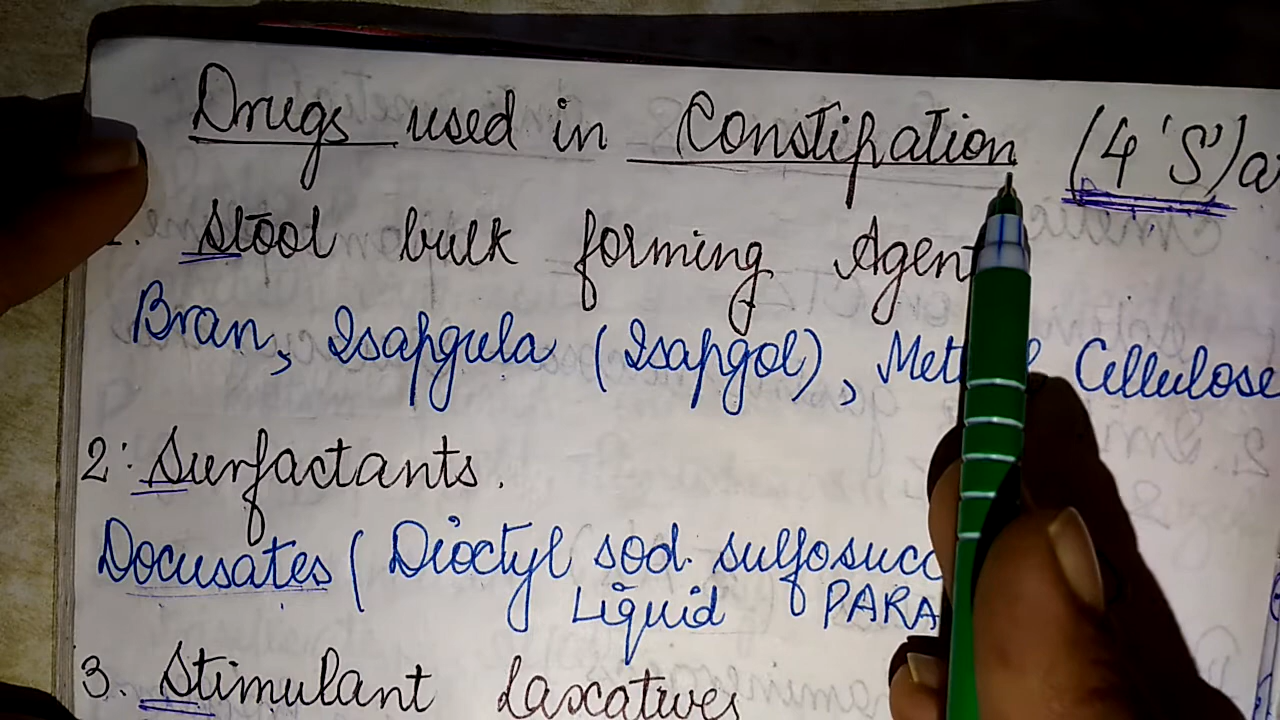 Drugs used in Constipation (4 'S')
1. Stool bulk forming Agen
Bran, Isapgula (Isapgol), Met Cellulose
2: Surfactants.
Docusates ( Dioctyl sod. sulfosucc
Liquid PARA
3. Stimulant Laxatives